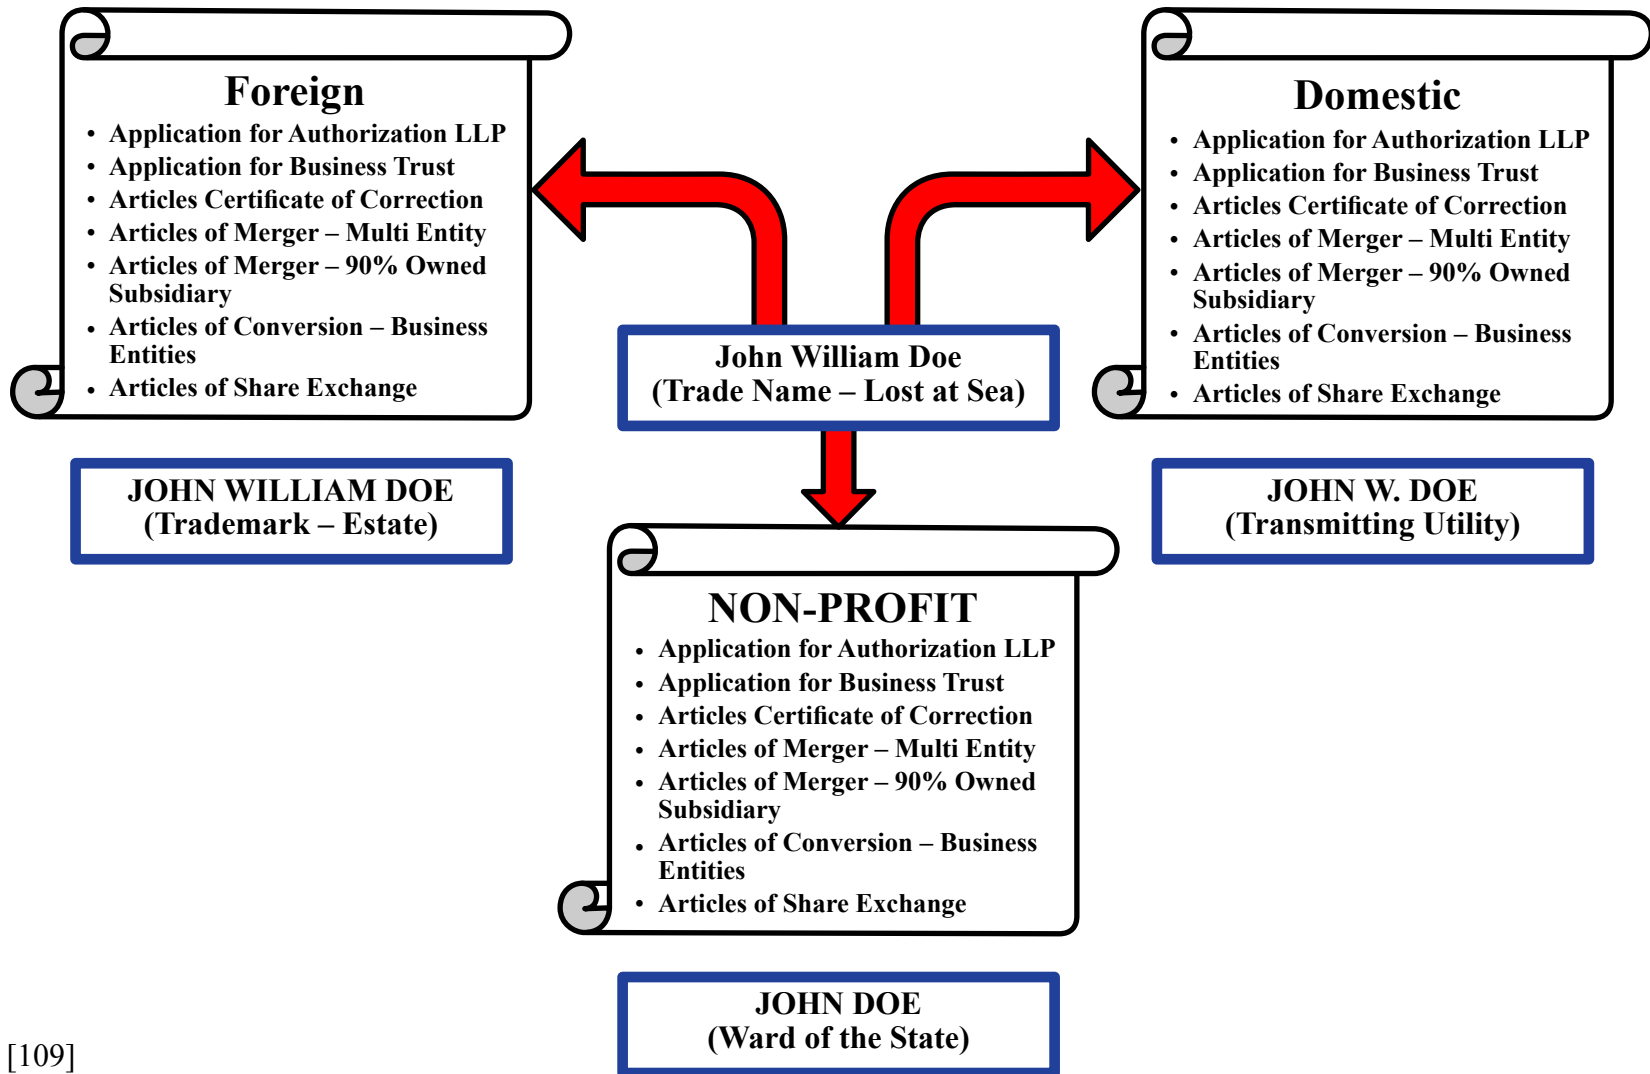 Foreign
• Application for Authorization LLP
• Application for Business Trust
• Articles Certificate of Correction
• Articles of Merger – Multi Entity
• Articles of Merger – 90% Owned
Subsidiary
• Articles of Conversion – Business
Entities
• Articles of Share Exchange
JOHN WILLIAM DOE
(Trademark – Estate)
John William Doe
(Trade Name – Lost at Sea)
Domestic
• Application for Authorization LLP
• Application for Business Trust
• Articles Certificate of Correction
• Articles of Merger – Multi Entity
• Articles of Merger – 90% Owned
Subsidiary
• Articles of Conversion – Business
Entities
• Articles of Share Exchange
JOHN W. DOE
(Transmitting Utility)
NON-PROFIT
• Application for Authorization LLP
• Application for Business Trust
• Articles Certificate of Correction
• Articles of Merger – Multi Entity
• Articles of Merger – 90% Owned
Subsidiary
• Articles of Conversion – Business
Entities
• Articles of Share Exchange
JOHN DOE
(Ward of the State)
[109]